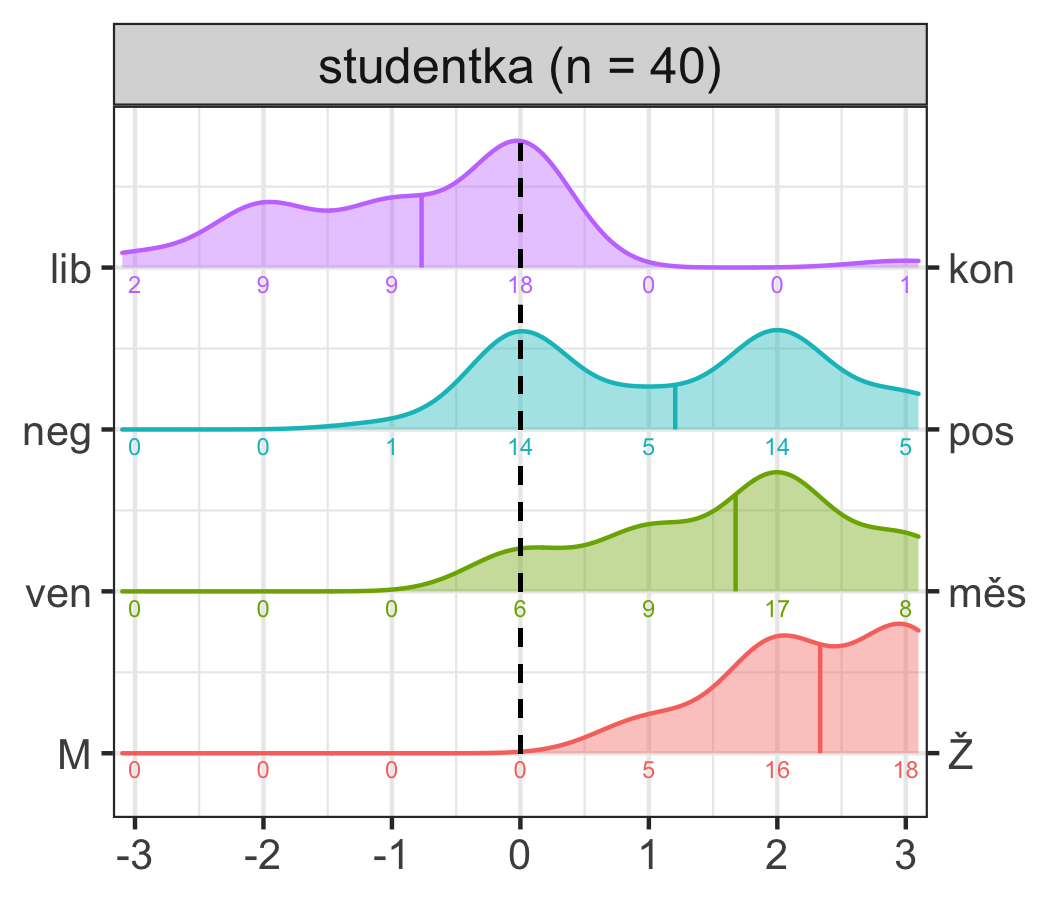 studentka (n = 40)
lib kon
2 9 9 18 0 0 1
neg pos
0 0 1 14 5 14 5
ven měs
0 0 0 6 9 17 8
M Ž
0 0 0 0 5 16 18
-3 -2 -1 0 1 2 3